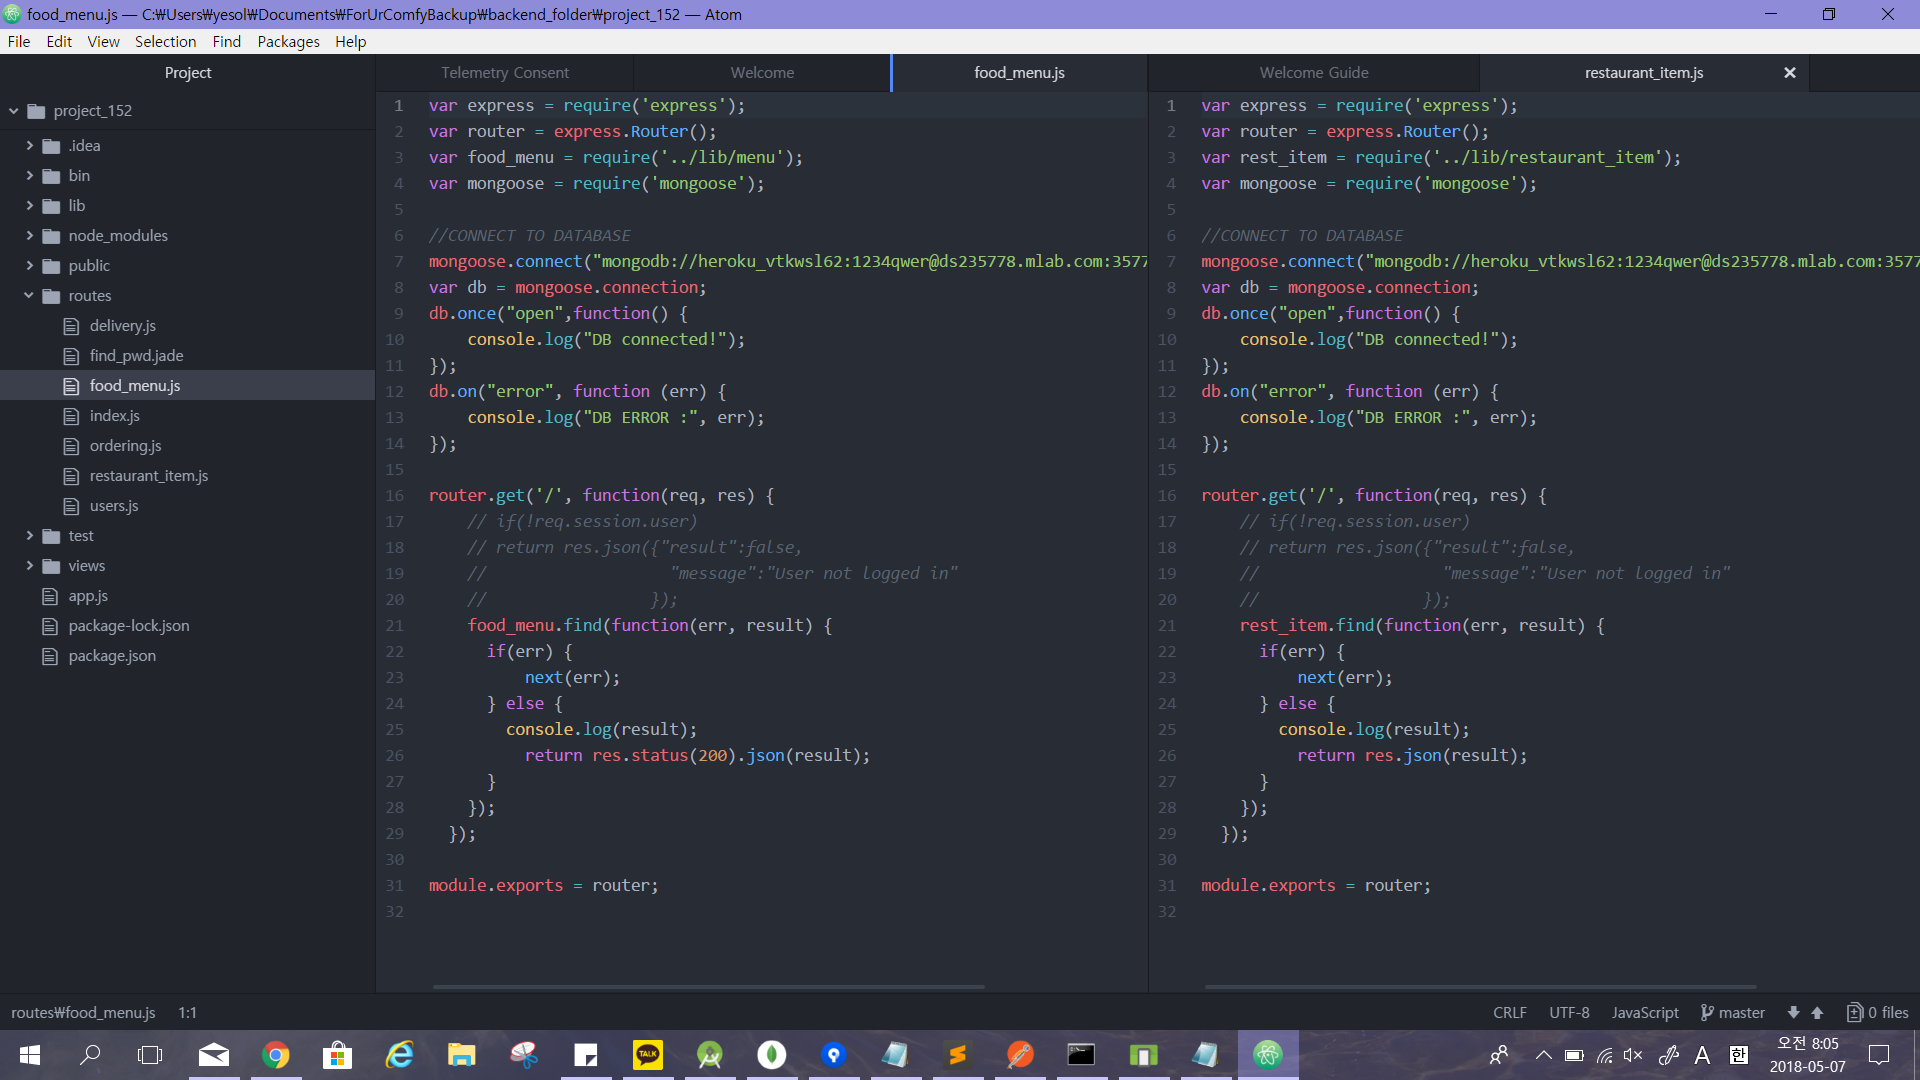 food_menu.js — C:₩Users₩yesol₩Documents₩ForUrComfyBackup₩backend_folder₩project_152 — Atom
File Edit View Selection Find Packages Help
Project
project_152
.idea
bin
lib
node_modules
public
routes
delivery.js
find_pwd.jade
food_menu.js
index.js
ordering.js
restaurant_item.js
users.js
test
views
app.js
package-lock.json
package.json
Telemetry Consent
Welcome
food_menu.js
1 var express = require('express');
2 var router = express.Router();
3 var food_menu = require('../lib/menu');
4 var mongoose = require('mongoose');
5
6 //CONNECT TO DATABASE
7 mongoose.connect("mongodb://heroku_vtkwsl62:1234qwer@ds235778.mlab.com:3577
8 var db = mongoose.connection;
9 db.once("open",function() {
10 console.log("DB connected!");
11 });
12 db.on("error", function (err) {
13 console.log("DB ERROR :", err);
14 });
15
16 router.get('/', function(req, res) {
17 // if(!req.session.user)
18 // return res.json({"result":false,
19 // "message":"User not logged in"
20 // });
21 food_menu.find(function(err, result) {
22 if(err) {
23 next(err);
24 } else {
25 console.log(result);
26 return res.status(200).json(result);
27 }
28 });
29 });
30
31 module.exports = router;
32
Welcome Guide
restaurant_item.js
1 var express = require('express');
2 var router = express.Router();
3 var rest_item = require('../lib/restaurant_item');
4 var mongoose = require('mongoose');
5
6 //CONNECT TO DATABASE
7 mongoose.connect("mongodb://heroku_vtkwsl62:1234qwer@ds235778.mlab.com:3577
8 var db = mongoose.connection;
9 db.once("open",function() {
10 console.log("DB connected!");
11 });
12 db.on("error", function (err) {
13 console.log("DB ERROR :", err);
14 });
15
16 router.get('/', function(req, res) {
17 // if(!req.session.user)
18 // return res.json({"result":false,
19 // "message":"User not logged in"
20 // });
21 rest_item.find(function(err, result) {
22 if(err) {
23 next(err);
24 } else {
25 console.log(result);
26 return res.json(result);
27 }
28 });
29 });
30
31 module.exports = router;
32
routes₩food_menu.js 1:1
CRLF UTF-8 JavaScript master 0 files
TALK
A 한
오전 8:05
2018-05-07